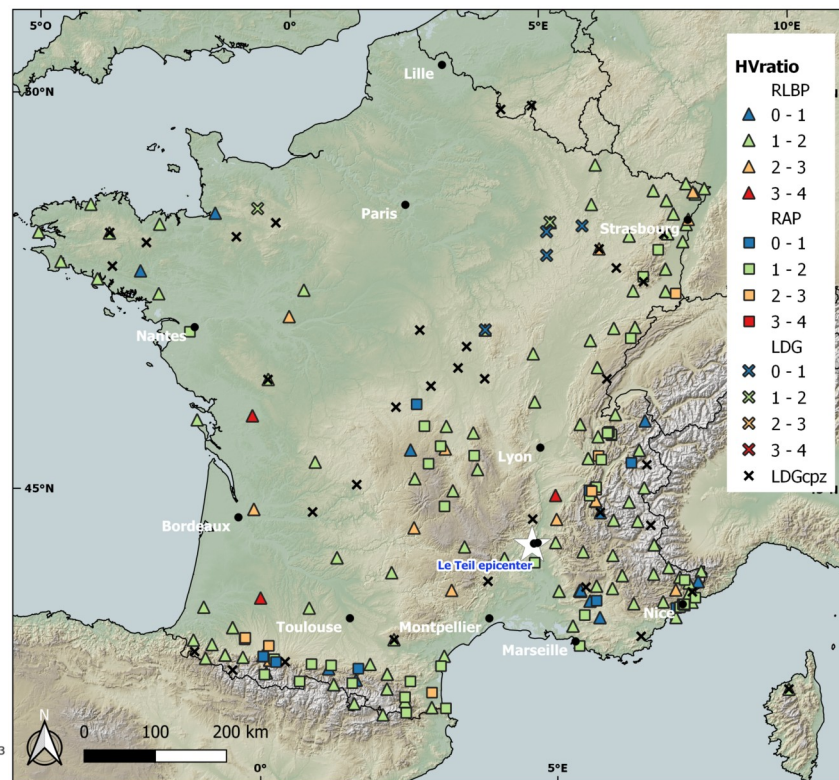 5°O
0°
5°E
10°E
50°N
Lille
HVratio
RLBP
0 - 1
1 - 2
2 - 3
3 - 4
RAP
0 - 1
1 - 2
2 - 3
3 - 4
LDG
0 - 1
1 - 2
2 - 3
3 - 4
LDGcpz
Paris
Strasbourg
Nantes
Lyon
45°N
Bordeaux
Le Teil epicenter
Nice
Toulouse
Montpellier
Marseille
N
0
100
200 km
3
0°
5°E